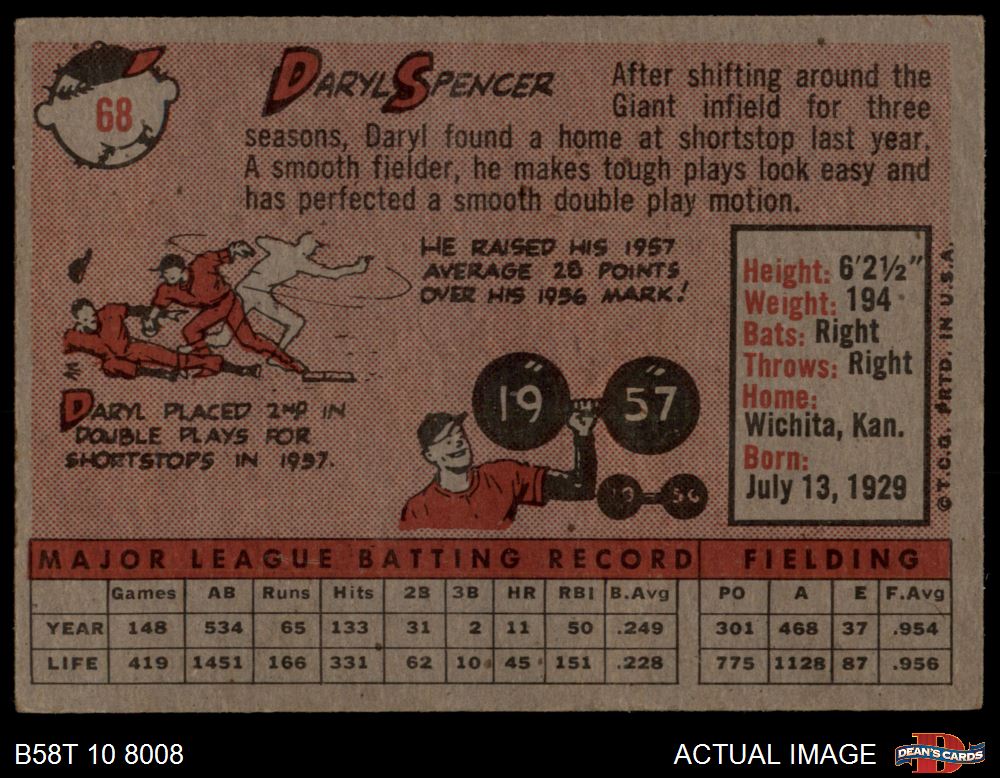 68
DARYL SPENCER
After shifting around the
Giant infield for three
seasons, Daryl found a home at shortstop last year.
A smooth fielder, he makes tough plays look easy and
has perfected a smooth double play motion.
HE RAISED HIS 1957
AVERAGE 28 POINTS
OVER HIS 1956 MARK!
DARYL PLACED 2ND IN
DOUBLE PLAYS FOR
SHORTSTOPS IN 1957.
19 57
19 56
Height: 6'2½"
Weight: 194
Bats: Right
Throws: Right
Home:
Wichita, Kan.
Born:
July 13, 1929
© T.C.G. PRTD. IN U.S.A.
MAJOR LEAGUE BATTING RECORD FIELDING
Games AB Runs Hits 2B 3B HR RBI B.Avg PO A E F.Avg
YEAR 148 534 65 133 31 2 11 50 .249 301 468 37 .954
LIFE 419 1451 166 331 62 10 45 151 .228 775 1128 87 .956
B58T 10 8008 ACTUAL IMAGE DEAN'S CARDS